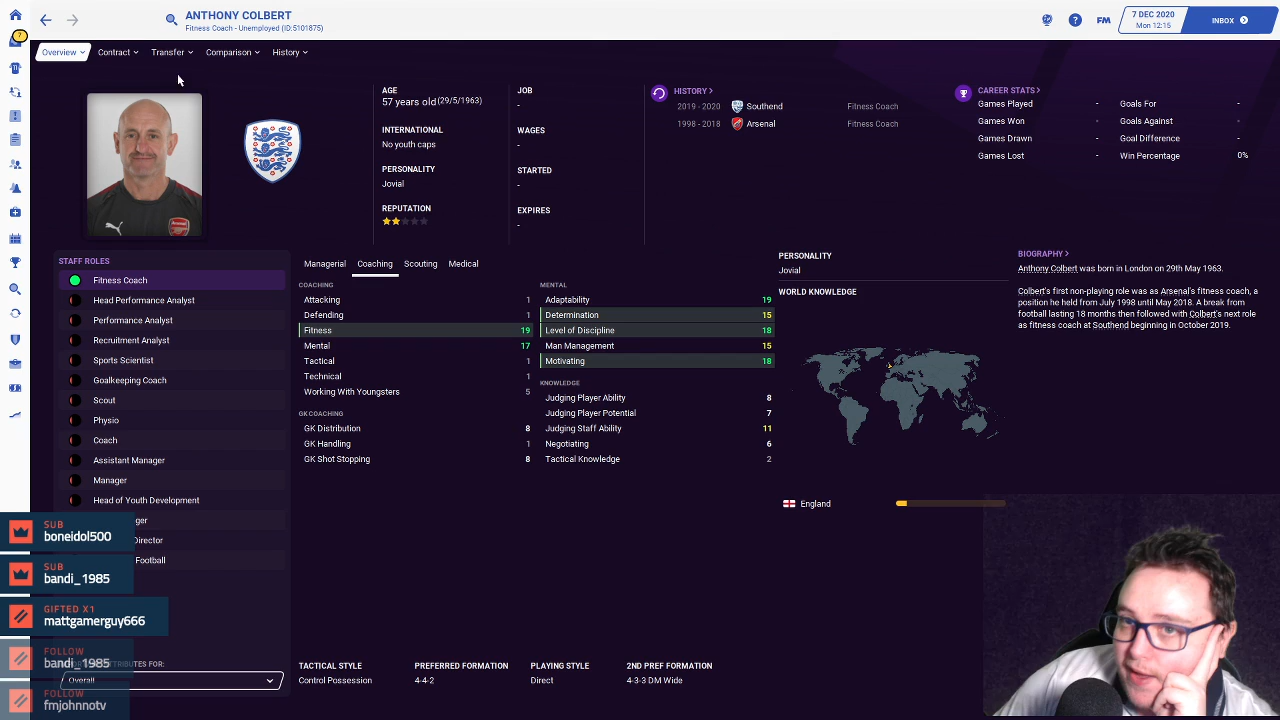 ANTHONY COLBERT
Fitness Coach - Unemployed (ID:5101875)
FM
7 DEC 2020
Mon 12:15
INBOX
7
Overview
Contract
Transfer
Comparison
History
AGE
57 years old (29/5/1963)
INTERNATIONAL
No youth caps
PERSONALITY
Jovial
REPUTATION
JOB
-
WAGES
-
STARTED
-
EXPIRES
-
HISTORY >
2019 - 2020 Southend Fitness Coach
1998 - 2018 Arsenal Fitness Coach
CAREER STATS >
Games Played - Goals For -
Games Won - Goals Against -
Games Drawn - Goal Difference -
Games Lost - Win Percentage 0%
STAFF ROLES
Fitness Coach
Head Performance Analyst
Performance Analyst
Recruitment Analyst
Sports Scientist
Goalkeeping Coach
Scout
Physio
Coach
Assistant Manager
Manager
Head of Youth Development
ger
Director
Football
Managerial
Coaching
Scouting
Medical
COACHING
Attacking 1
Defending 1
Fitness 19
Mental 17
Tactical 1
Technical 1
Working With Youngsters 5
GK COACHING
GK Distribution 8
GK Handling 1
GK Shot Stopping 8
MENTAL
Adaptability 19
Determination 15
Level of Discipline 18
Man Management 15
Motivating 18
KNOWLEDGE
Judging Player Ability 8
Judging Player Potential 7
Judging Staff Ability 11
Negotiating 6
Tactical Knowledge 2
PERSONALITY
Jovial
WORLD KNOWLEDGE
England
BIOGRAPHY >
Anthony Colbert was born in London on 29th May 1963.
Colbert's first non-playing role was as Arsenal's fitness coach, a
position he held from July 1998 until May 2018. A break from
football lasting 18 months then followed with Colbert's next role
as fitness coach at Southend beginning in October 2019.
SUB
boneidol500
SUB
bandi_1985
GIFTED X1
mattgamerguy666
FOLLOW
bandi_1985
FOLLOW
fmjohnnotv
ATTRIBUTES FOR:
Overall
TACTICAL STYLE
Control Possession
PREFERRED FORMATION
4-4-2
PLAYING STYLE
Direct
2ND PREF FORMATION
4-3-3 DM Wide